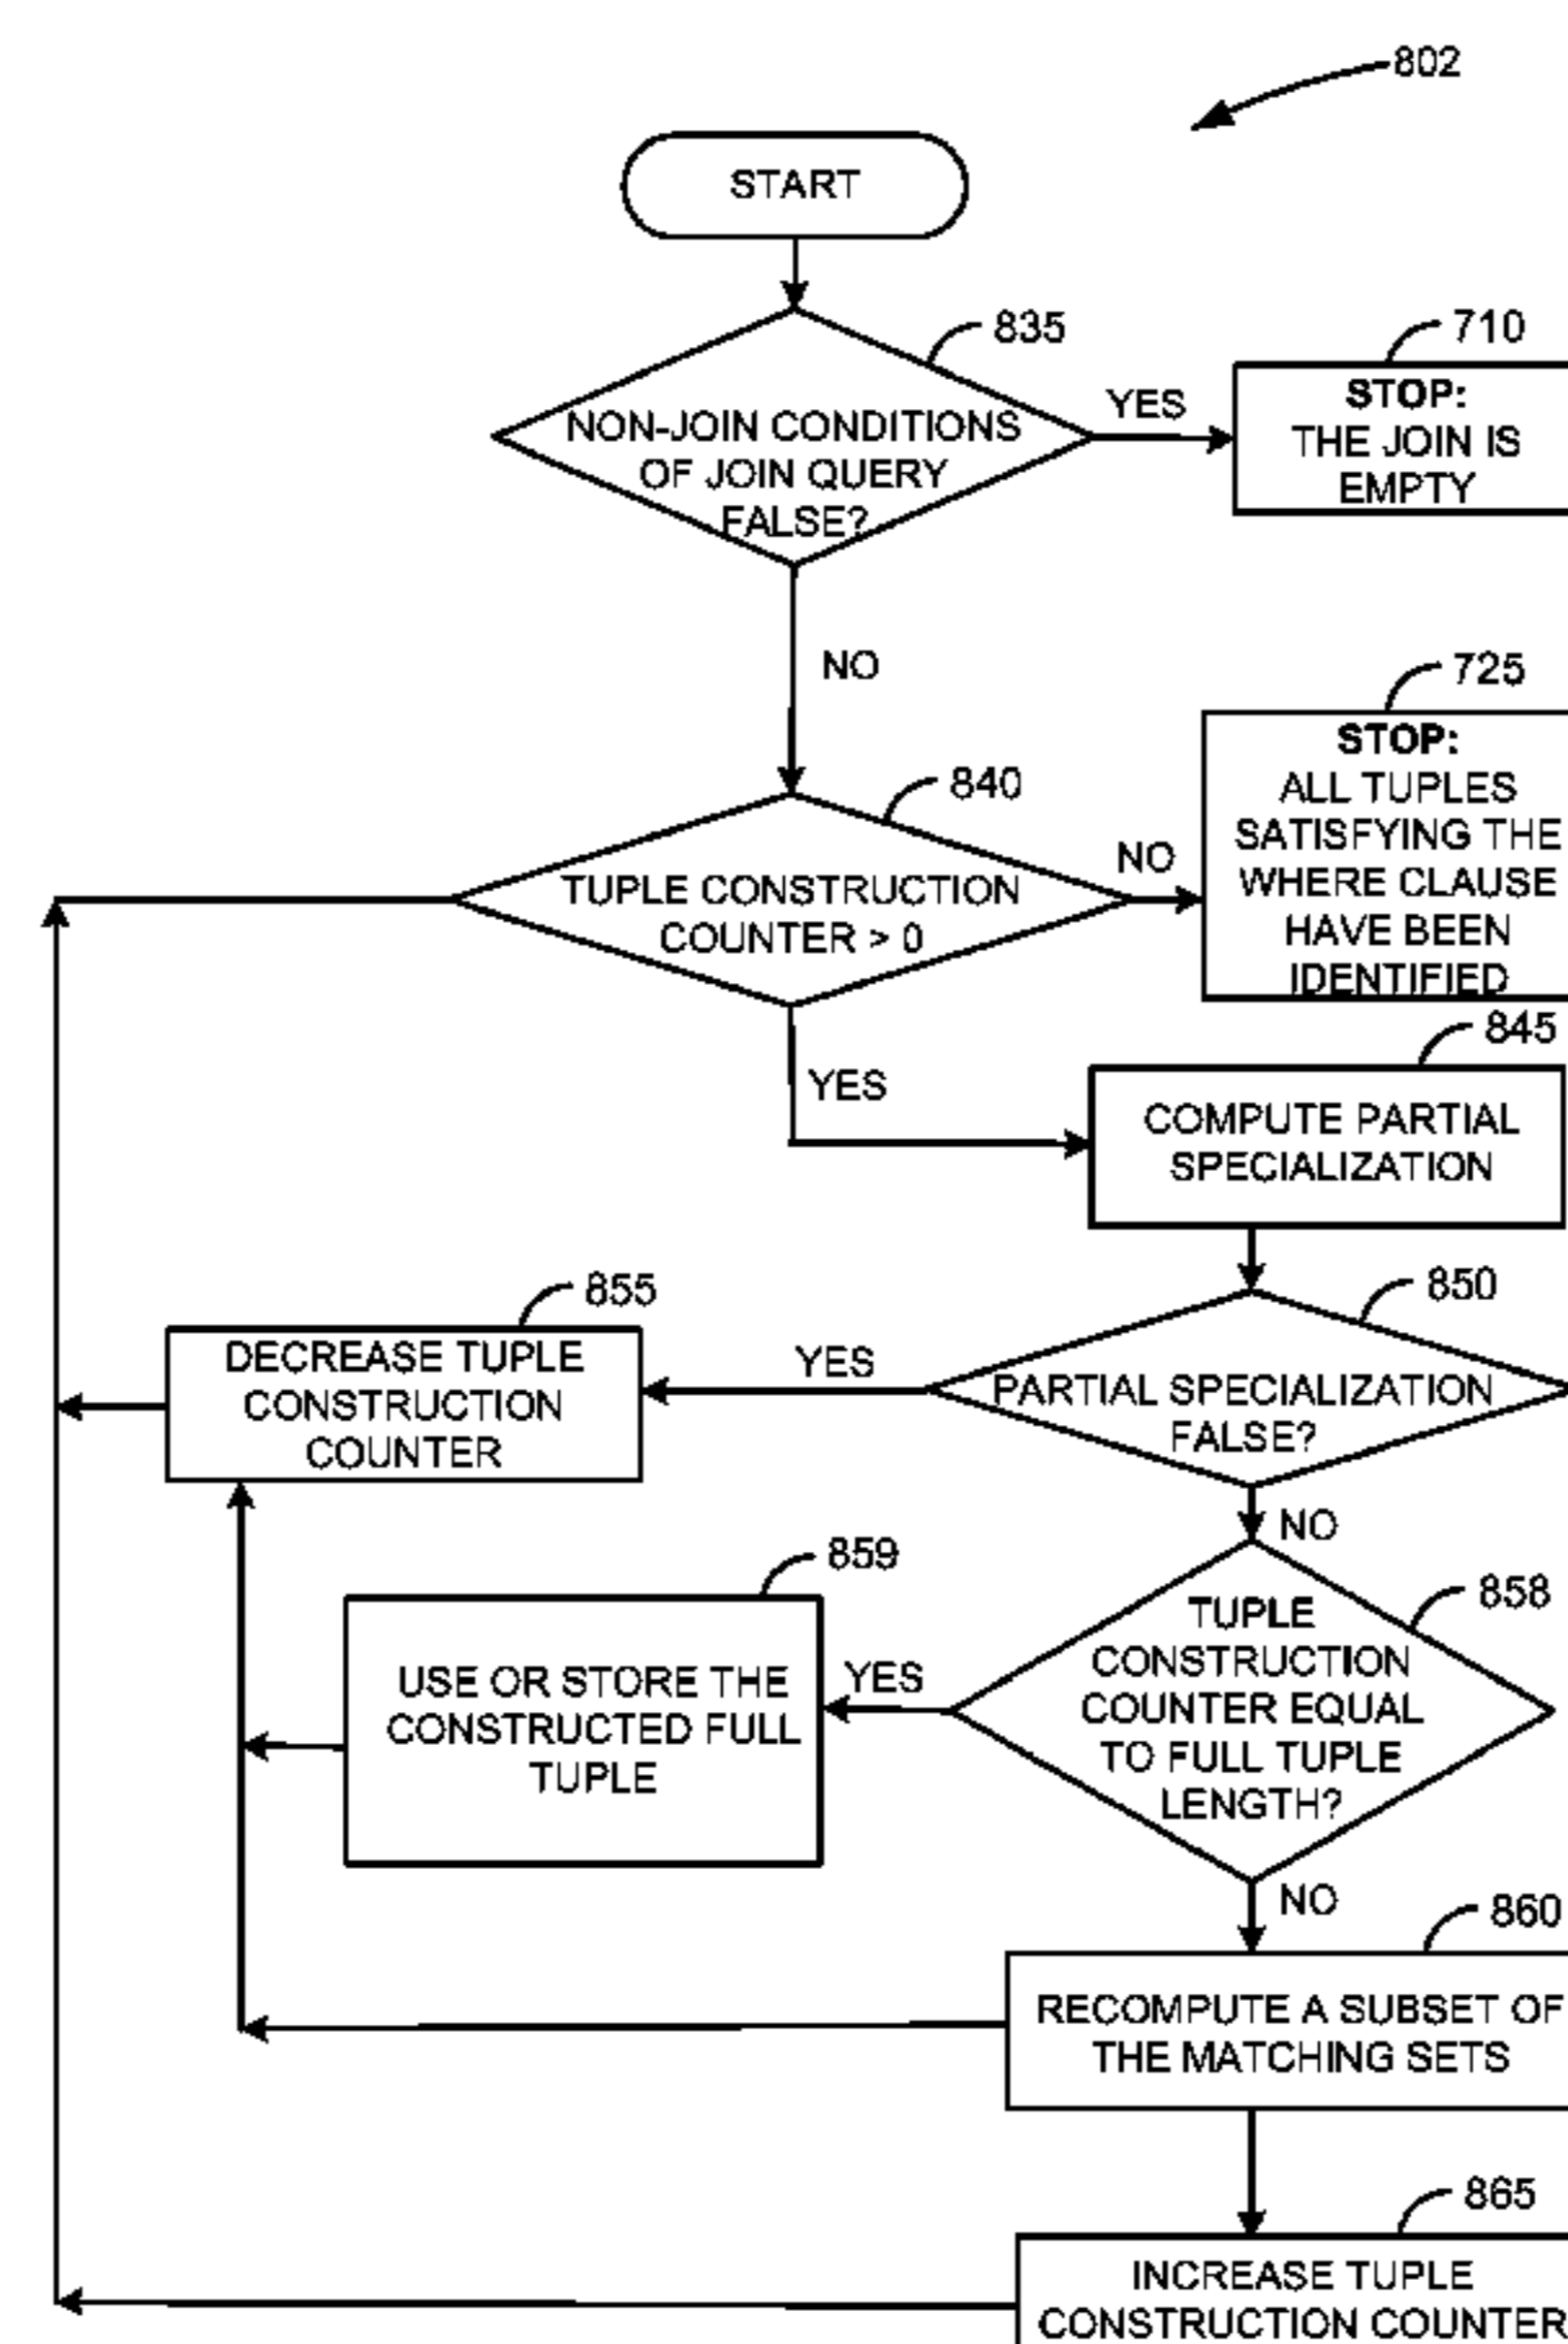 802
START
835
NON-JOIN CONDITIONS
OF JOIN QUERY
FALSE?
YES
710
STOP:
THE JOIN IS
EMPTY
NO
725
STOP:
ALL TUPLES
SATISFYING THE
WHERE CLAUSE
HAVE BEEN
IDENTIFIED
840
TUPLE CONSTRUCTION
COUNTER > 0
NO
YES
845
COMPUTE PARTIAL
SPECIALIZATION
850
PARTIAL SPECIALIZATION
FALSE?
YES
855
DECREASE TUPLE
CONSTRUCTION
COUNTER
NO
858
TUPLE
CONSTRUCTION
COUNTER EQUAL
TO FULL TUPLE
LENGTH?
YES
859
USE OR STORE THE
CONSTRUCTED FULL
TUPLE
NO
860
RECOMPUTE A SUBSET OF
THE MATCHING SETS
865
INCREASE TUPLE
CONSTRUCTION COUNTER